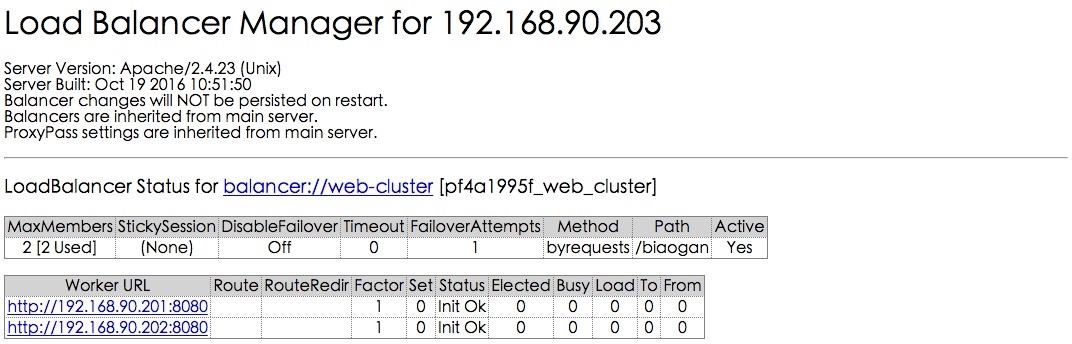 Load Balancer Manager for 192.168.90.203
Server Version: Apache/2.4.23 (Unix)
Server Built: Oct 19 2016 10:51:50
Balancer changes will NOT be persisted on restart.
Balancers are inherited from main server.
ProxyPass settings are inherited from main server.
LoadBalancer Status for balancer://web-cluster [pf4a1995f_web_cluster]
MaxMembers StickySession DisableFailover Timeout FailoverAttempts Method Path Active
2 [2 Used] (None) Off 0 1 byrequests /biaogan Yes
Worker URL Route RouteRedir Factor Set Status Elected Busy Load To From
http://192.168.90.201:8080 1 0 Init Ok 0 0 0 0 0
http://192.168.90.202:8080 1 0 Init Ok 0 0 0 0 0